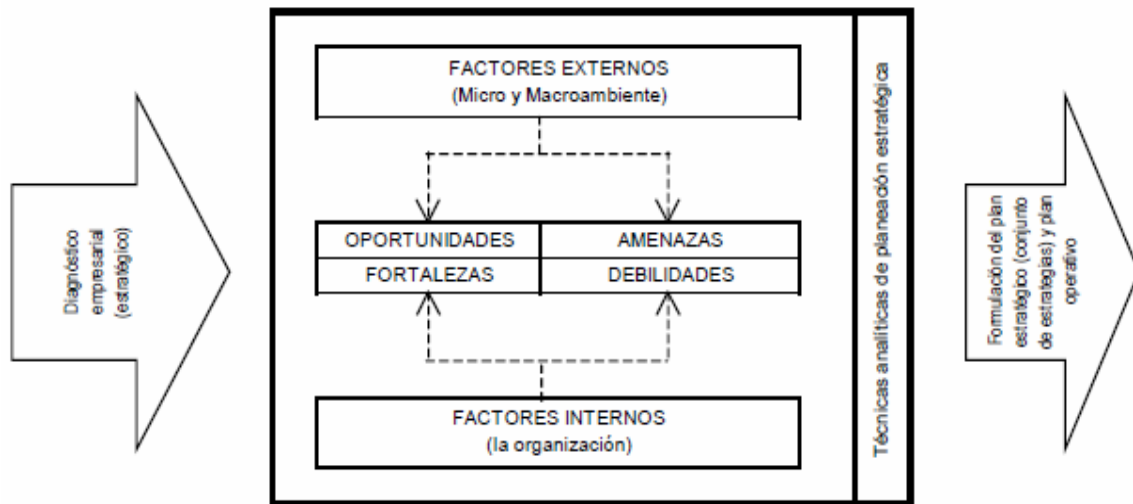 Diagnóstico
empresarial
(estratégico)
FACTORES EXTERNOS
(Micro y Macroambiente)
OPORTUNIDADES
AMENAZAS
FORTALEZAS
DEBILIDADES
FACTORES INTERNOS
(la organización)
Técnicas analíticas de planeación estratégica
Formulación del plan
estratégico (conjunto
de estrategias) y plan
operativo